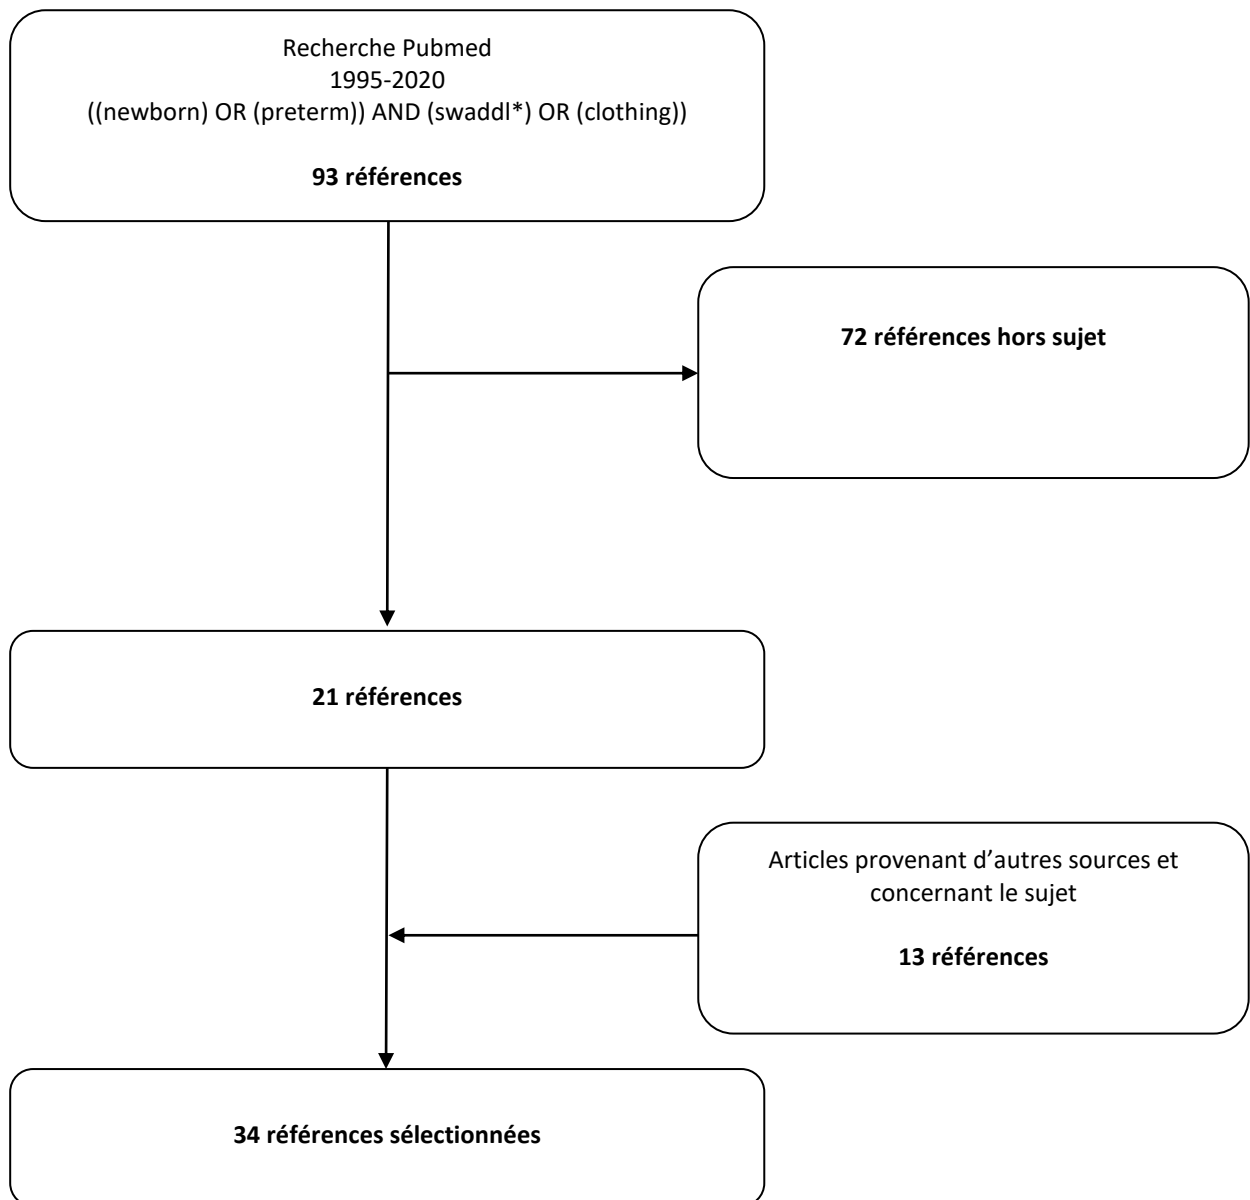 Recherche Pubmed
1995-2020
((newborn) OR (preterm)) AND (swaddl*) OR (clothing))
93 références
72 références hors sujet
21 références
Articles provenant d’autres sources et
concernant le sujet
13 références
34 références sélectionnées